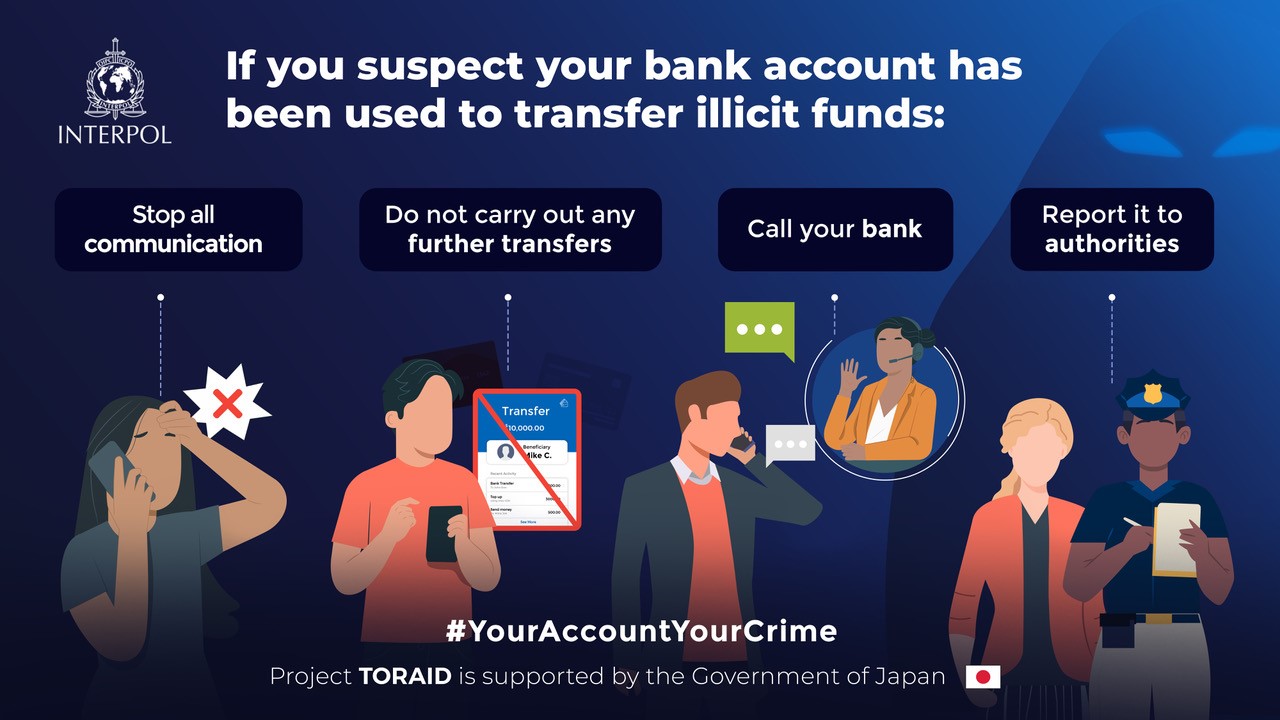 INTERPOL
If you suspect your bank account has
been used to transfer illicit funds:
Stop all
communication
Do not carry out any
further transfers
Call your bank
Report it to
authorities
Transfer
10,000.00
Beneficiary
Mike C.
Recent Activity
Bank Transfer
Top up
Send money
500.00
See More
#YourAccountYourCrime
Project TORAID is supported by the Government of Japan